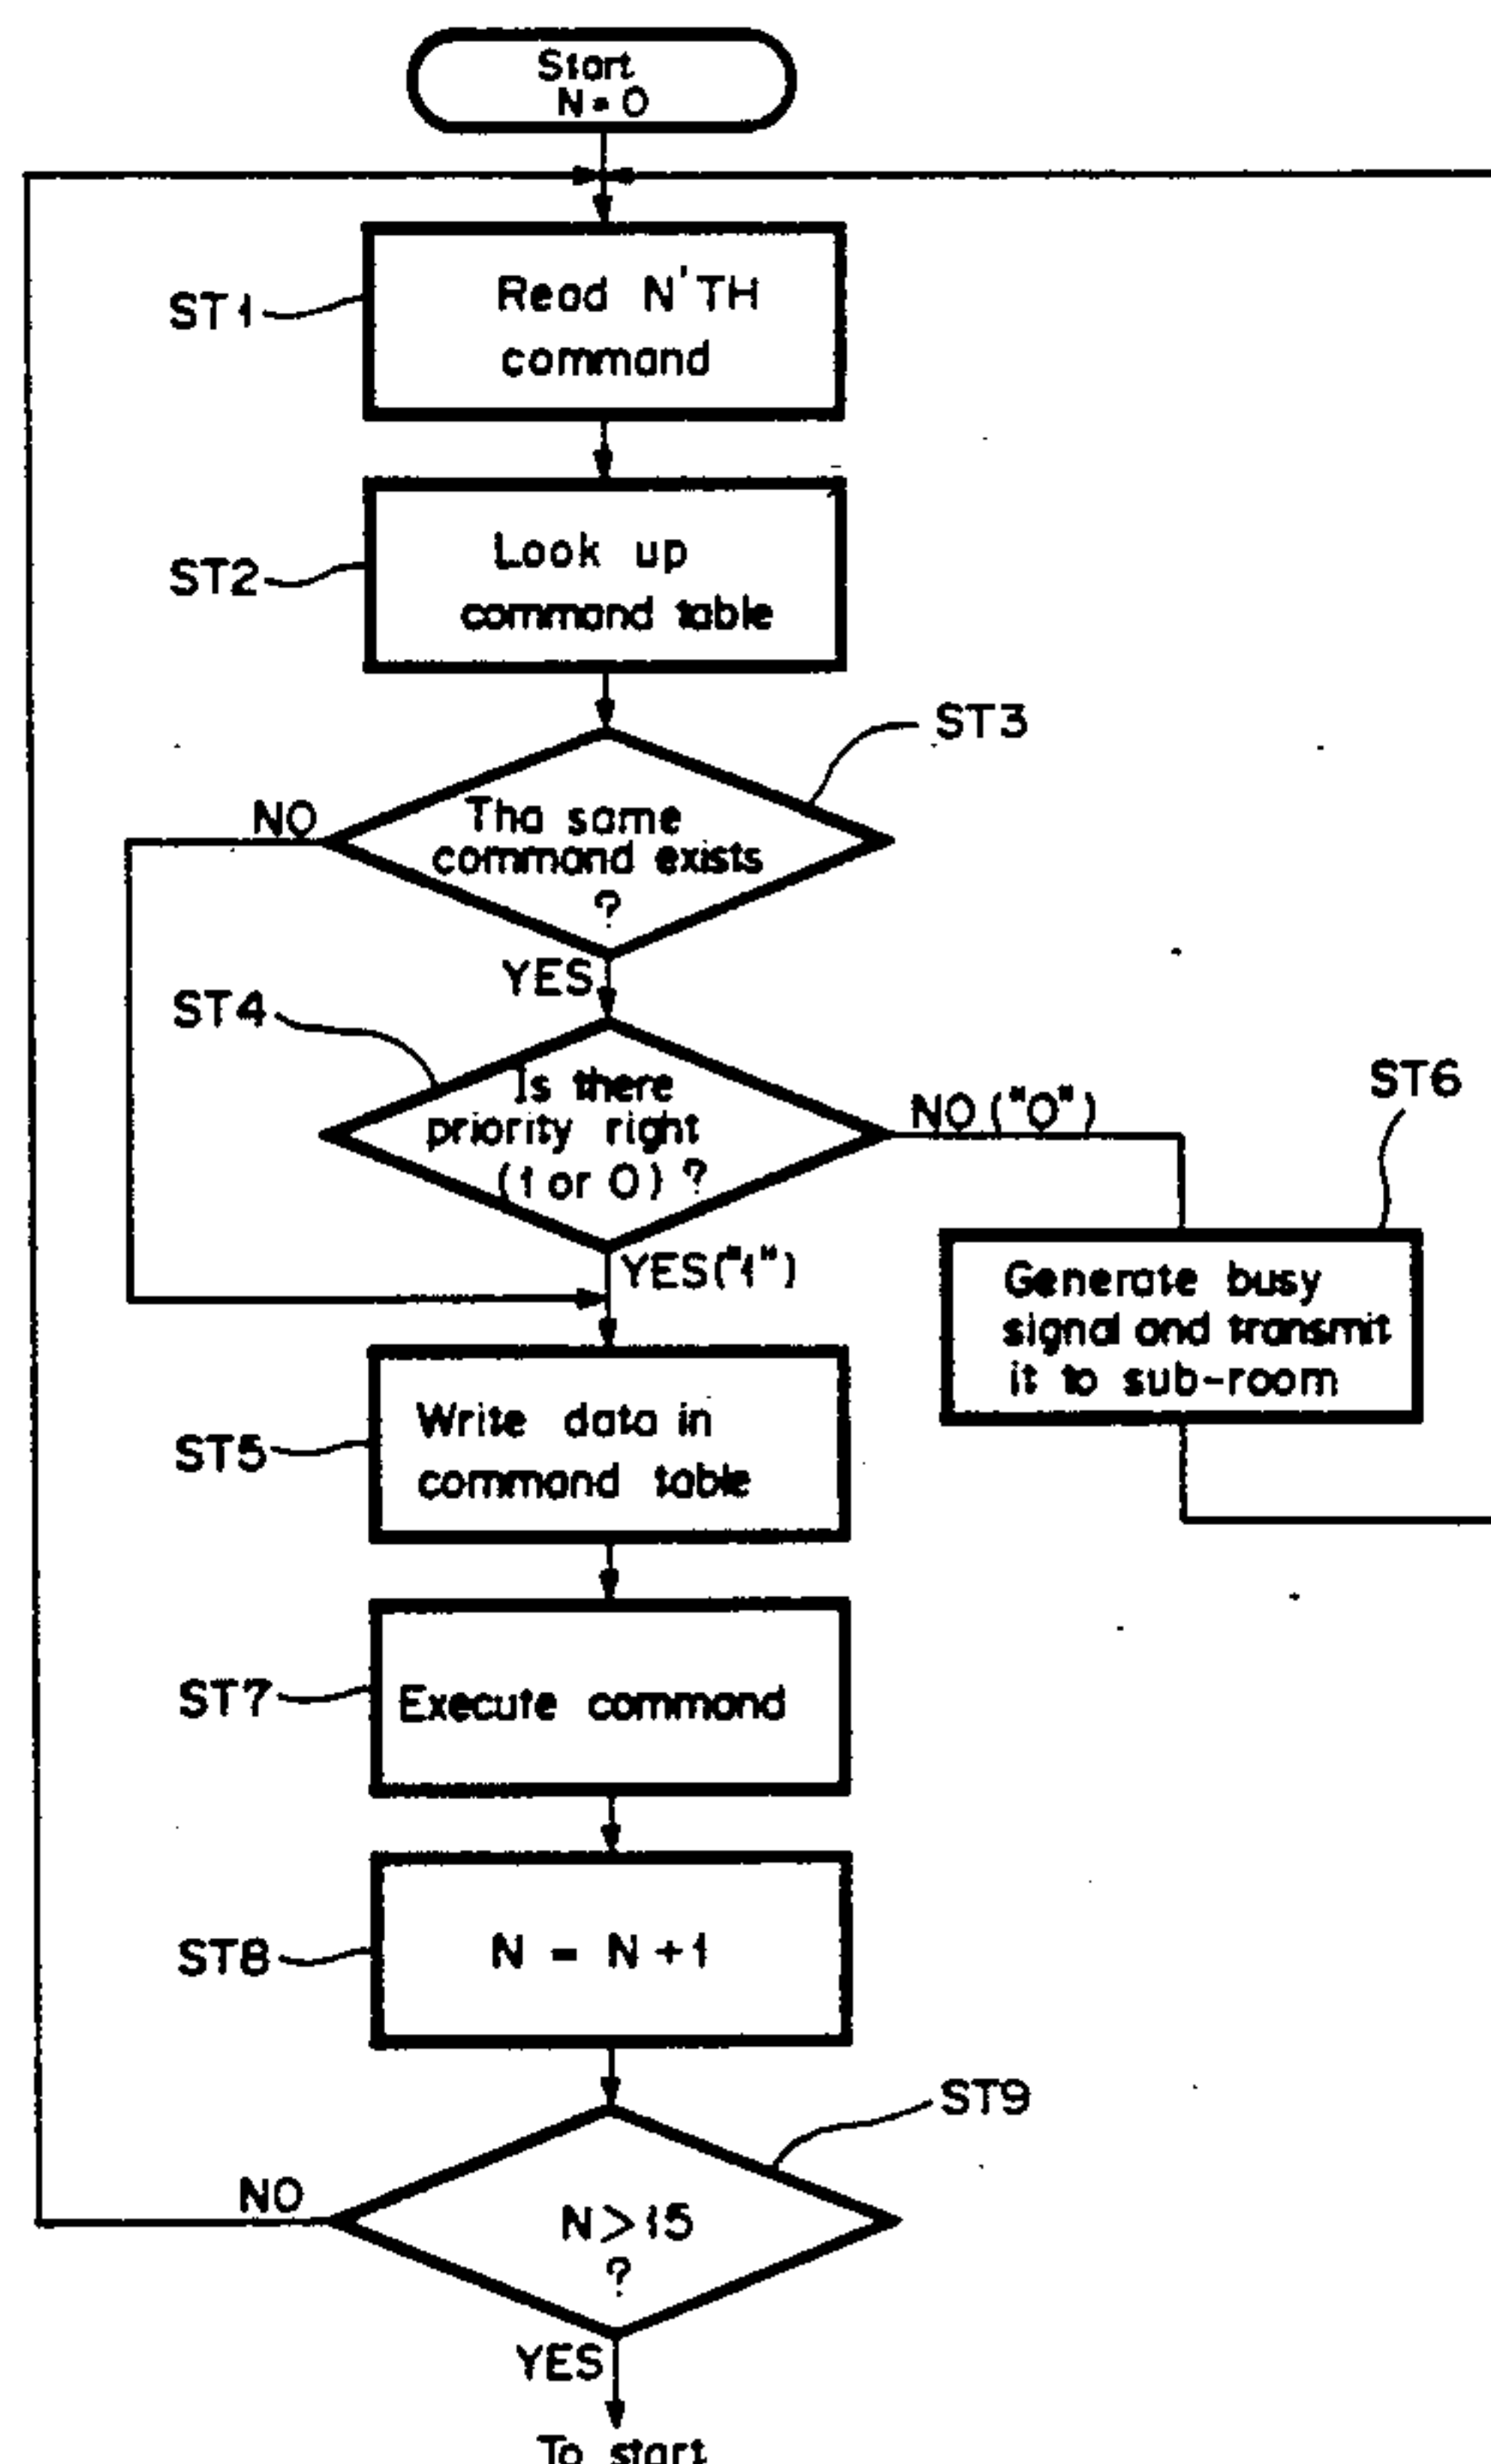 Start
N = 0
ST1
Read N'TH
command
ST2
Look up
command table
ST3
NO
The same
command exists
?
YES
ST4
Is there
priority right
(1 or 0) ?
NO ("0")
ST6
YES("1")
Generate busy
signal and transmit
it to sub-room
ST5
Write data in
command table
ST7
Execute command
ST8
N = N +1
ST9
NO
N > 15
?
YES
To start